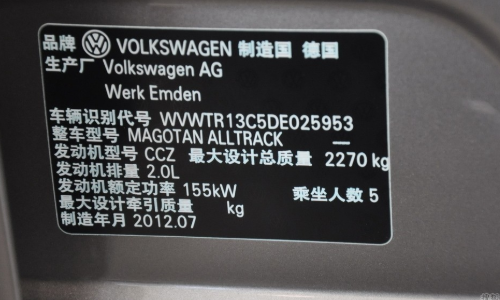 品牌 VOLKSWAGEN 制造国 德国
生产厂 Volkswagen AG
Werk Emden
车辆识别代号 WVWTR13C5DE025953
整车型号 MAGOTAN ALLTRACK —
发动机型号 CCZ 最大设计总质量 2270 kg
发动机排量 2.0L
发动机额定功率 155kW 乘坐人数 5
最大设计牵引质量 kg
制造年月 2012.07